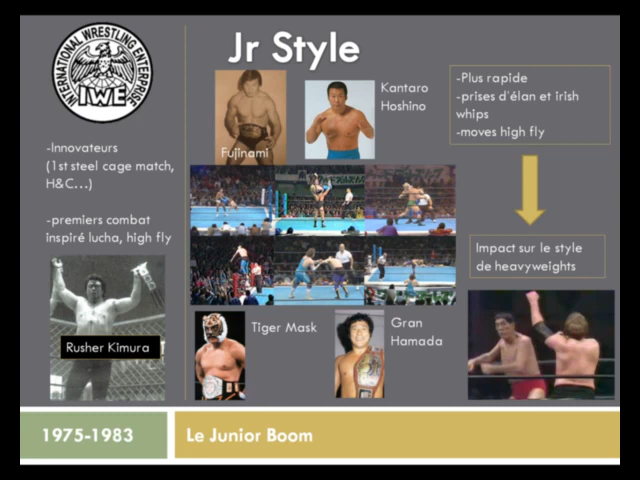 INTERNATIONAL WRESTLING ENTERPRISE
IWE
Jr Style
-Innovateurs
(1st steel cage match,
H&C...)
-premiers combat
inspiré lucha, high fly
Rusher Kimura
Fujinami
Kantaro
Hoshino
-Plus rapide
-prises d'élan et irish
whips
-moves high fly
Impact sur le style
de heavyweights
Tiger Mask
Gran
Hamada
1975-1983
Le Junior Boom